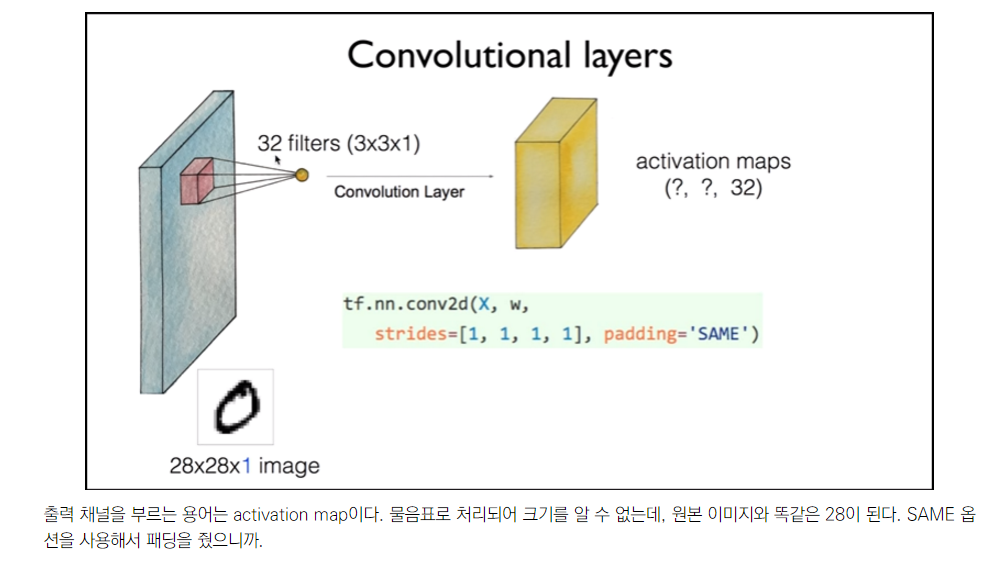 Convolutional layers
32 filters (3x3x1)
Convolution Layer
activation maps
(?, ?, 32)
tf.nn.conv2d(X, w,
strides=[1, 1, 1, 1], padding='SAME')
28x28x1 image
출력 채널을 부르는 용어는 activation map이다. 물음표로 처리되어 크기를 알 수 없는데, 원본 이미지와 똑같은 28이 된다. SAME 옵
션을 사용해서 패딩을 줬으니까.